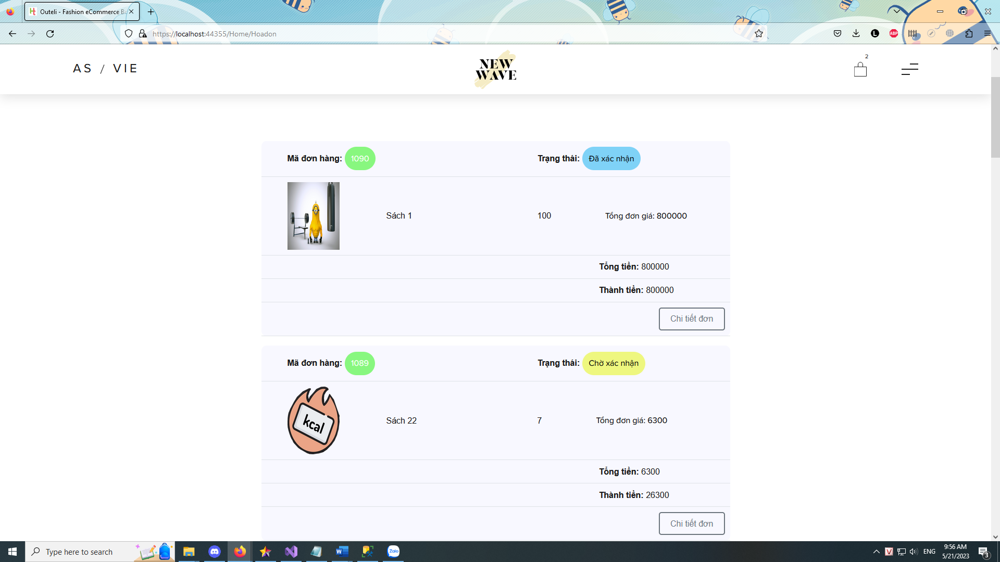 Outeli - Fashion eCommerce B
https://localhost:44355/Home/Hoadon
ABP
AS / VIE
NEW
WAVE
2
Mã đơn hàng: 1090
Trạng thái: Đã xác nhận
Sách 1
100
Tổng đơn giá: 800000
Tổng tiền: 800000
Thành tiền: 800000
Chi tiết đơn
Mã đơn hàng: 1089
Trạng thái: Chờ xác nhận
kcal
Sách 22
7
Tổng đơn giá: 6300
Tổng tiền: 6300
Thành tiền: 26300
Chi tiết đơn
Type here to search
Zalo
ENG
9:56 AM
5/21/2023
3